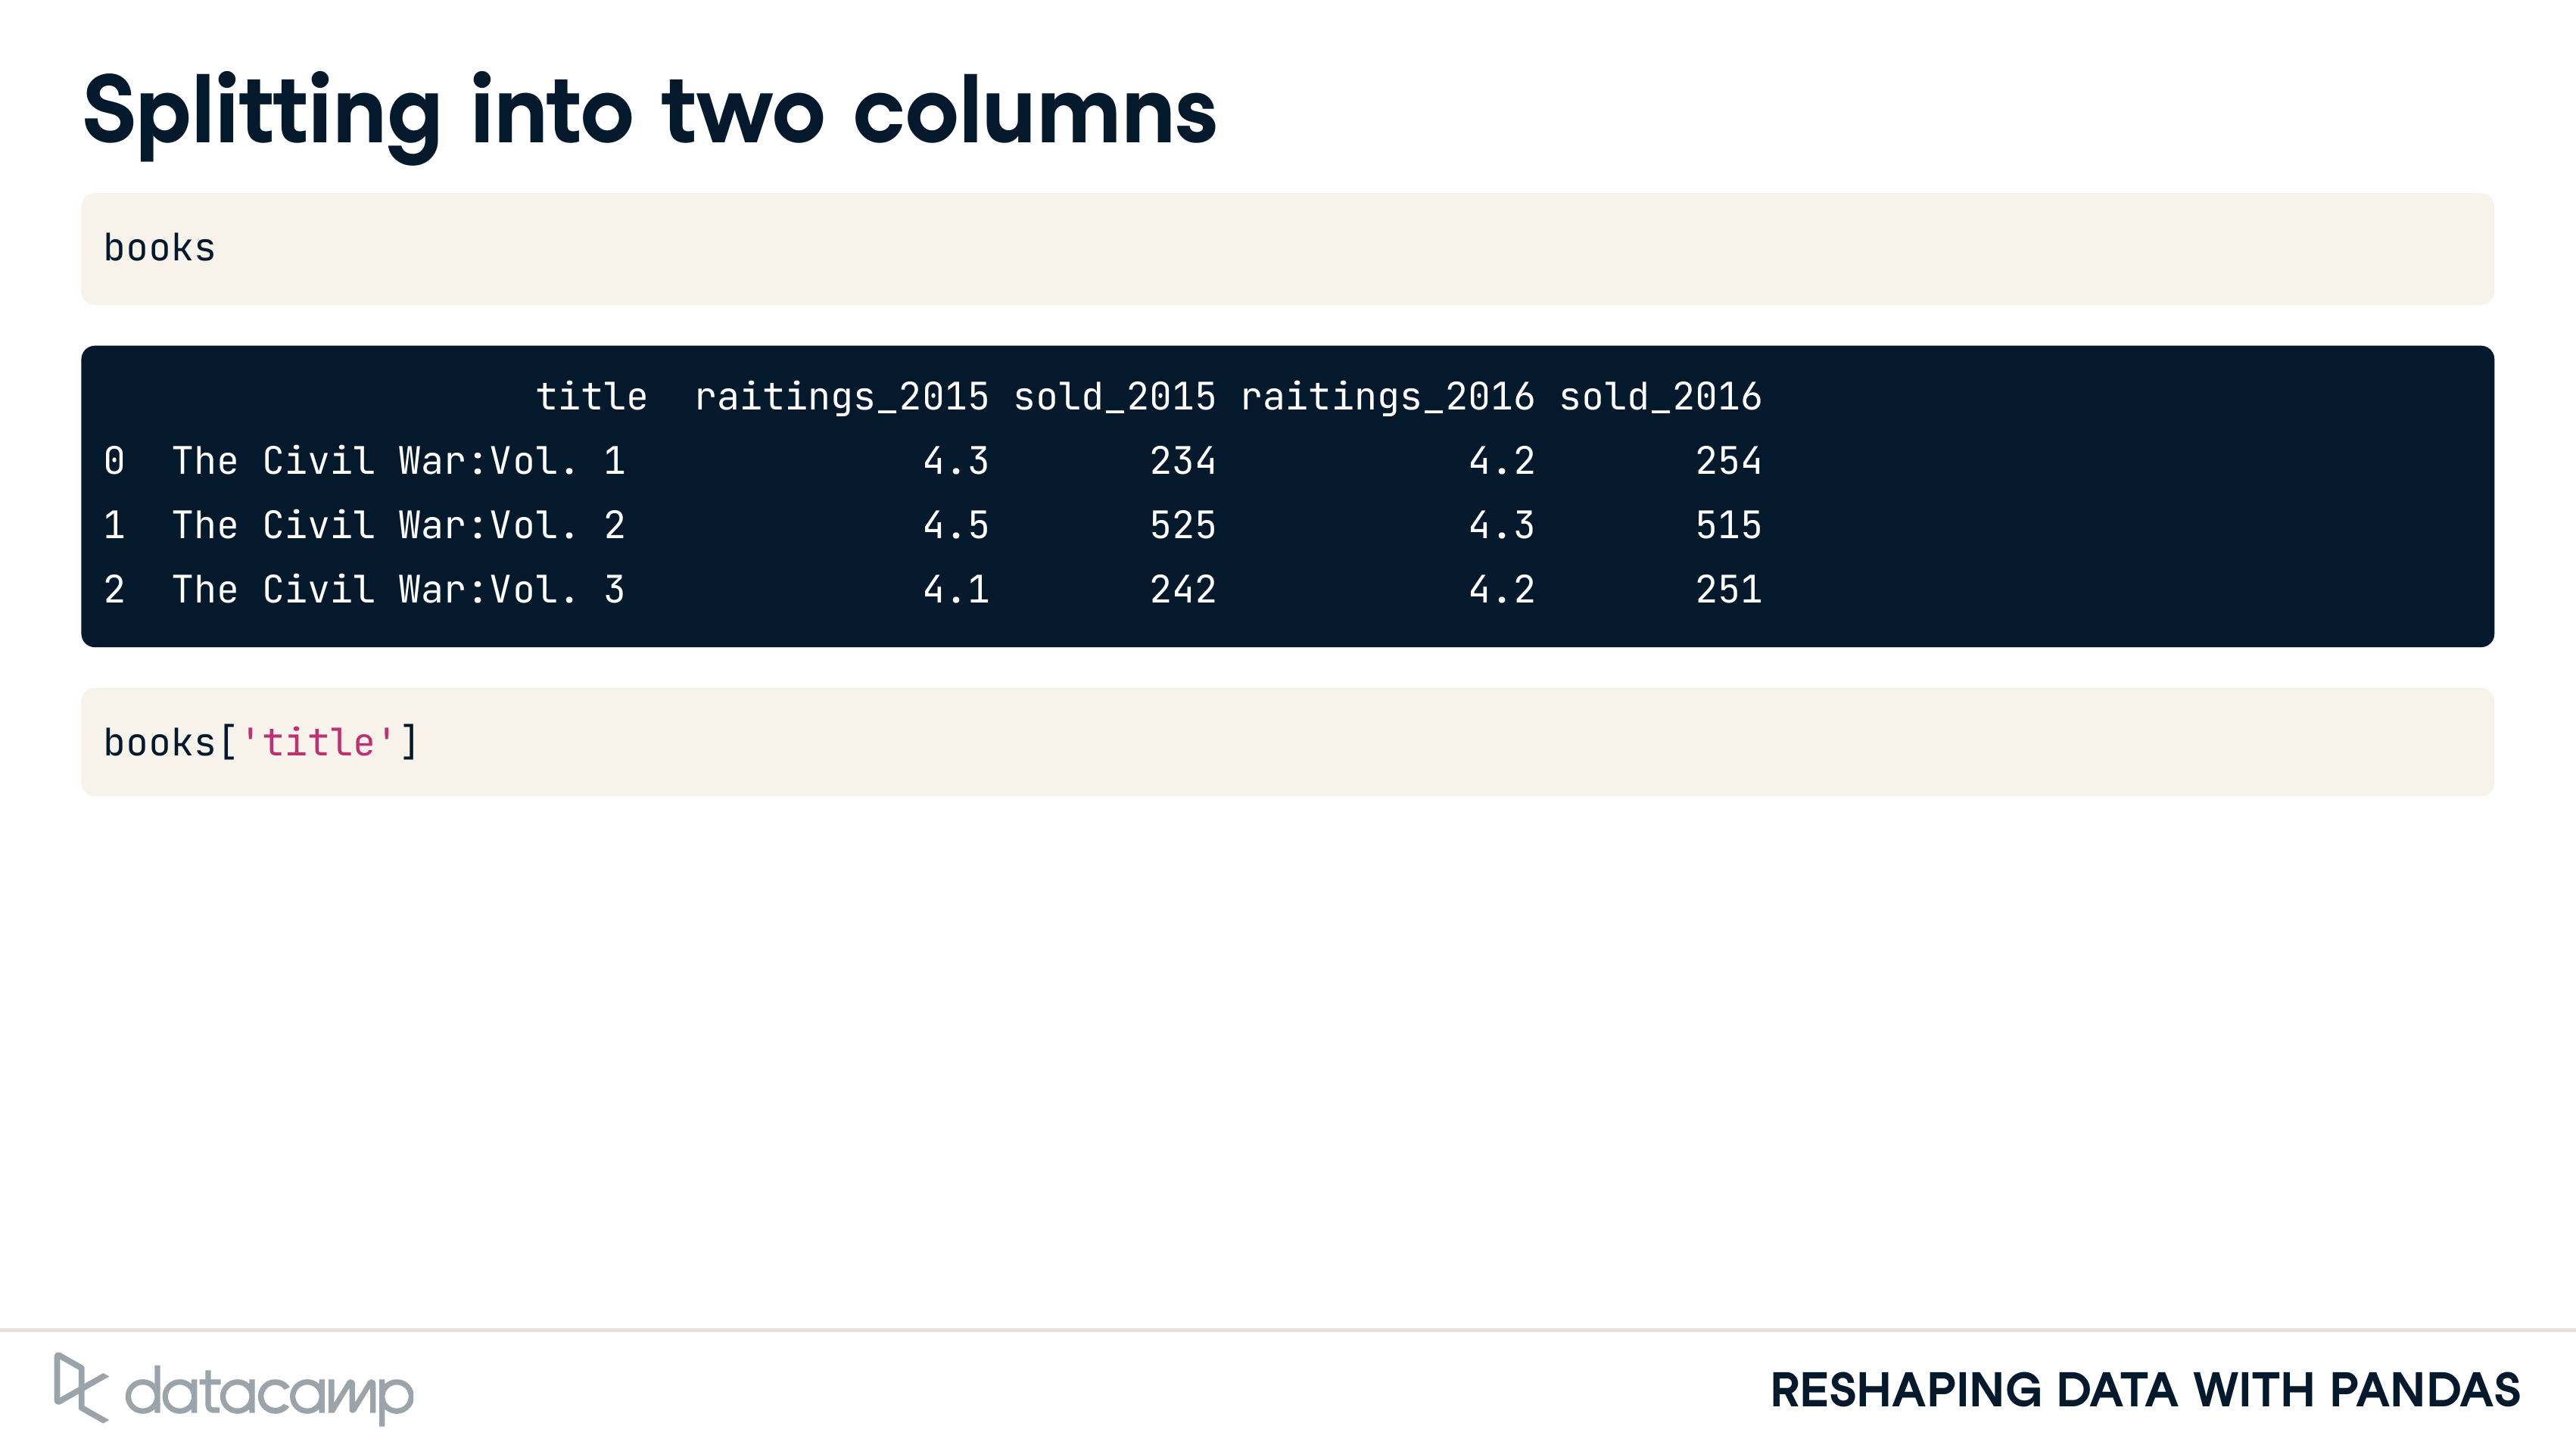 Splitting into two columns
books
title raitings_2015 sold_2015 raitings_2016 sold_2016
0 The Civil War:Vol. 1 4.3 234 4.2 254
1 The Civil War:Vol. 2 4.5 525 4.3 515
2 The Civil War:Vol. 3 4.1 242 4.2 251
books['title']
datacamp
RESHAPING DATA WITH PANDAS